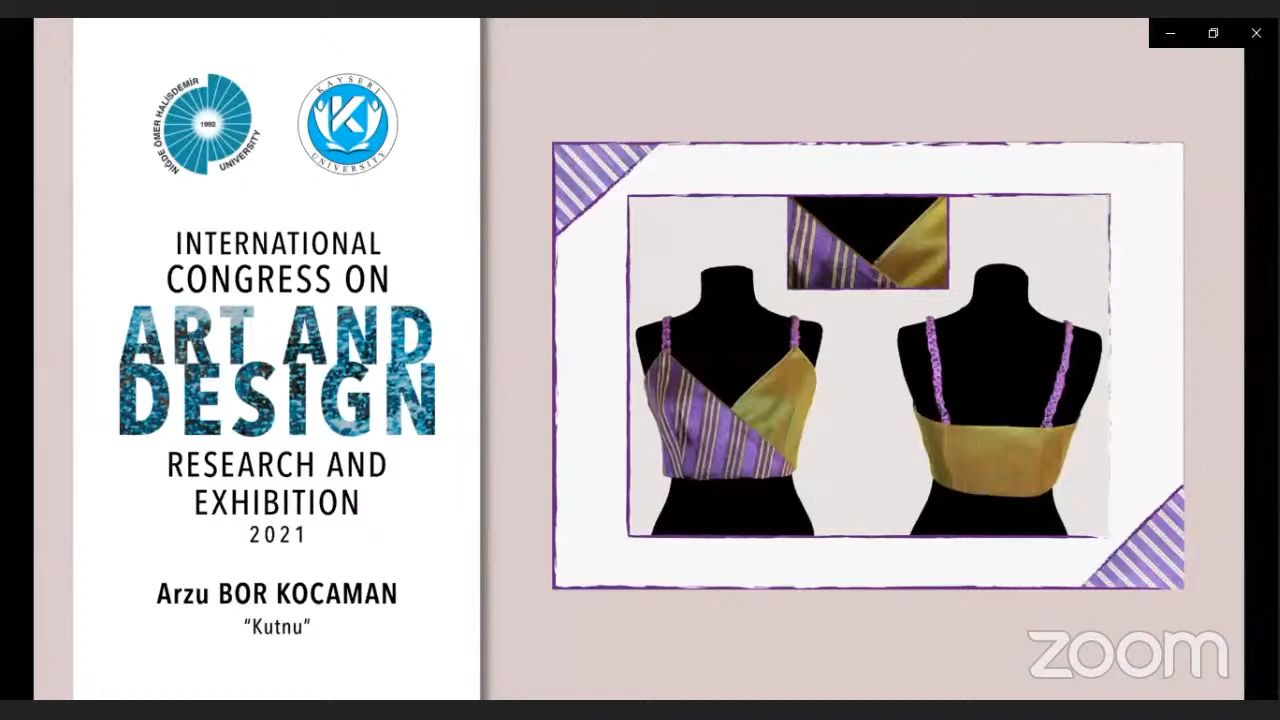 NİĞDE ÖMER HALİSDEMİR
UNIVERSITY
1992
KAYSERİ
UNIVERSITY
INTERNATIONAL
CONGRESS ON
ART AND
DESIGN
RESEARCH AND
EXHIBITION
2021
Arzu BOR KOCAMAN
“Kutnu”
zoom